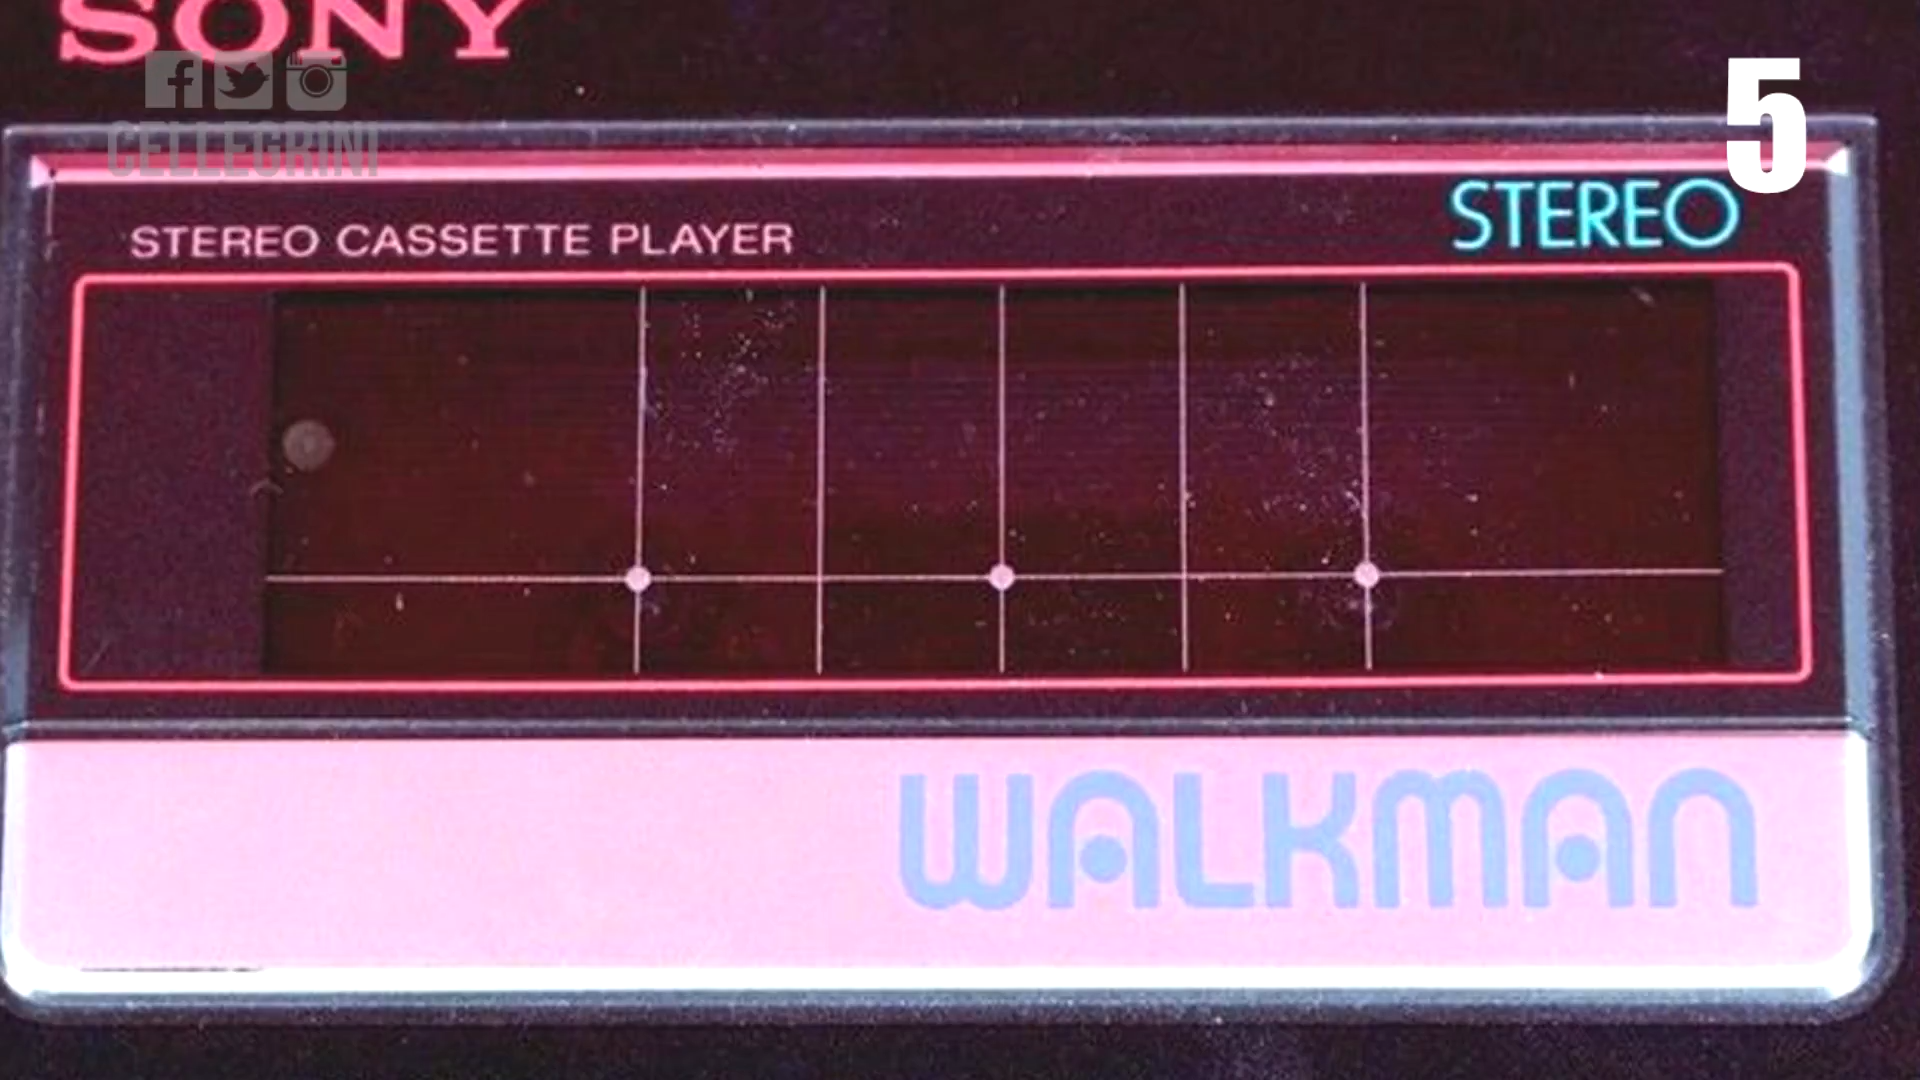 SONY
CELLEGRINI
5
STEREO
STEREO CASSETTE PLAYER
WALKMAN